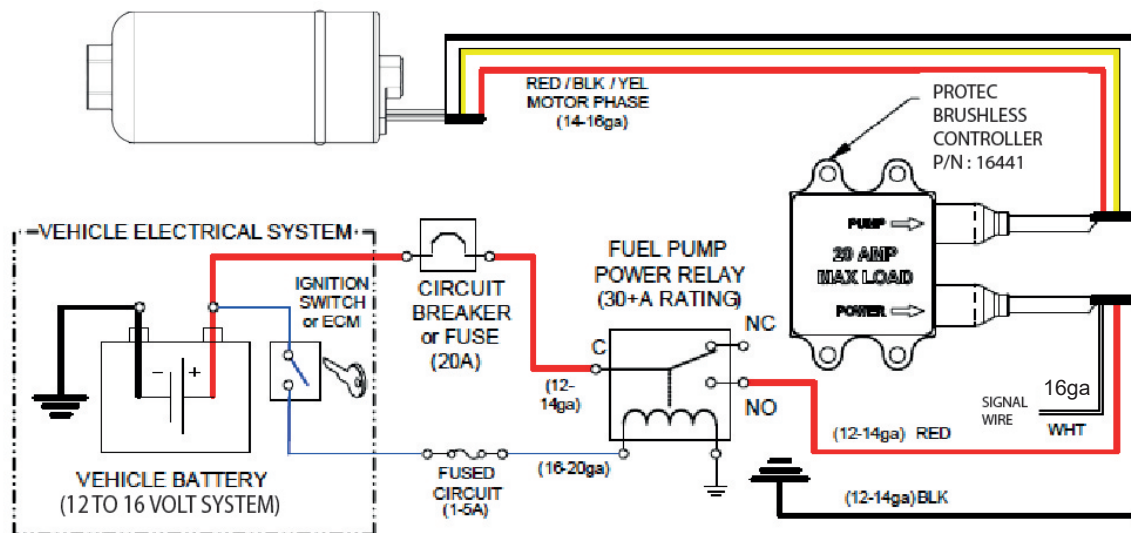 RED / BLK / YEL
MOTOR PHASE
(14-16ga)
PROTEC
BRUSHLESS
CONTROLLER
P/N : 16441
PUMP
20 AMP
MAX LOAD
POWER
VEHICLE ELECTRICAL SYSTEM
IGNITION
SWITCH
or ECM
- +
VEHICLE BATTERY
(12 TO 16 VOLT SYSTEM)
CIRCUIT
BREAKER
or FUSE
(20A)
FUEL PUMP
POWER RELAY
(30+A RATING)
NC
C
NO
(12-
14ga)
FUSED
CIRCUIT
(1-5A)
(16-20ga)
SIGNAL
WIRE
16ga
WHT
(12-14ga) RED
(12-14ga) BLK